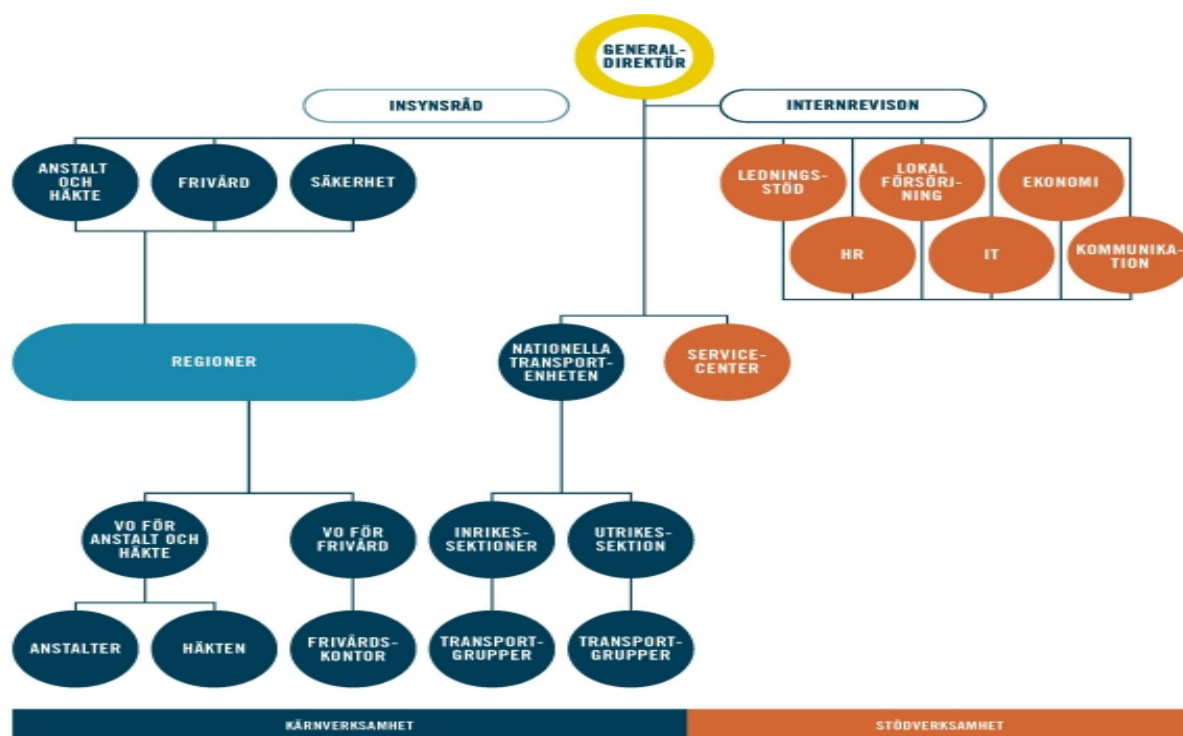 GENERAL-
DIREKTÖR
INSYNSRÅD
INTERNREVISON
ANSTALT
OCH
HÄKTE
FRIVÅRD
SÄKERHET
LEDNINGS-
STÖD
LOKAL
FÖRSÖRJ-
NING
EKONOMI
HR
IT
KOMMUNIKA-
TION
REGIONER
NATIONELLA
TRANSPORT-
ENHETEN
SERVICE-
CENTER
VO FÖR
ANSTALT OCH
HÄKTE
VO FÖR
FRIVÅRD
INRIKES-
SEKTIONER
UTRIKES-
SEKTION
ANSTALTER
HÄKTEN
FRIVÅRDS-
KONTOR
TRANSPORT-
GRUPPER
TRANSPORT-
GRUPPER
KÄRNVERKSAMHET
STÖDVERKSAMHET